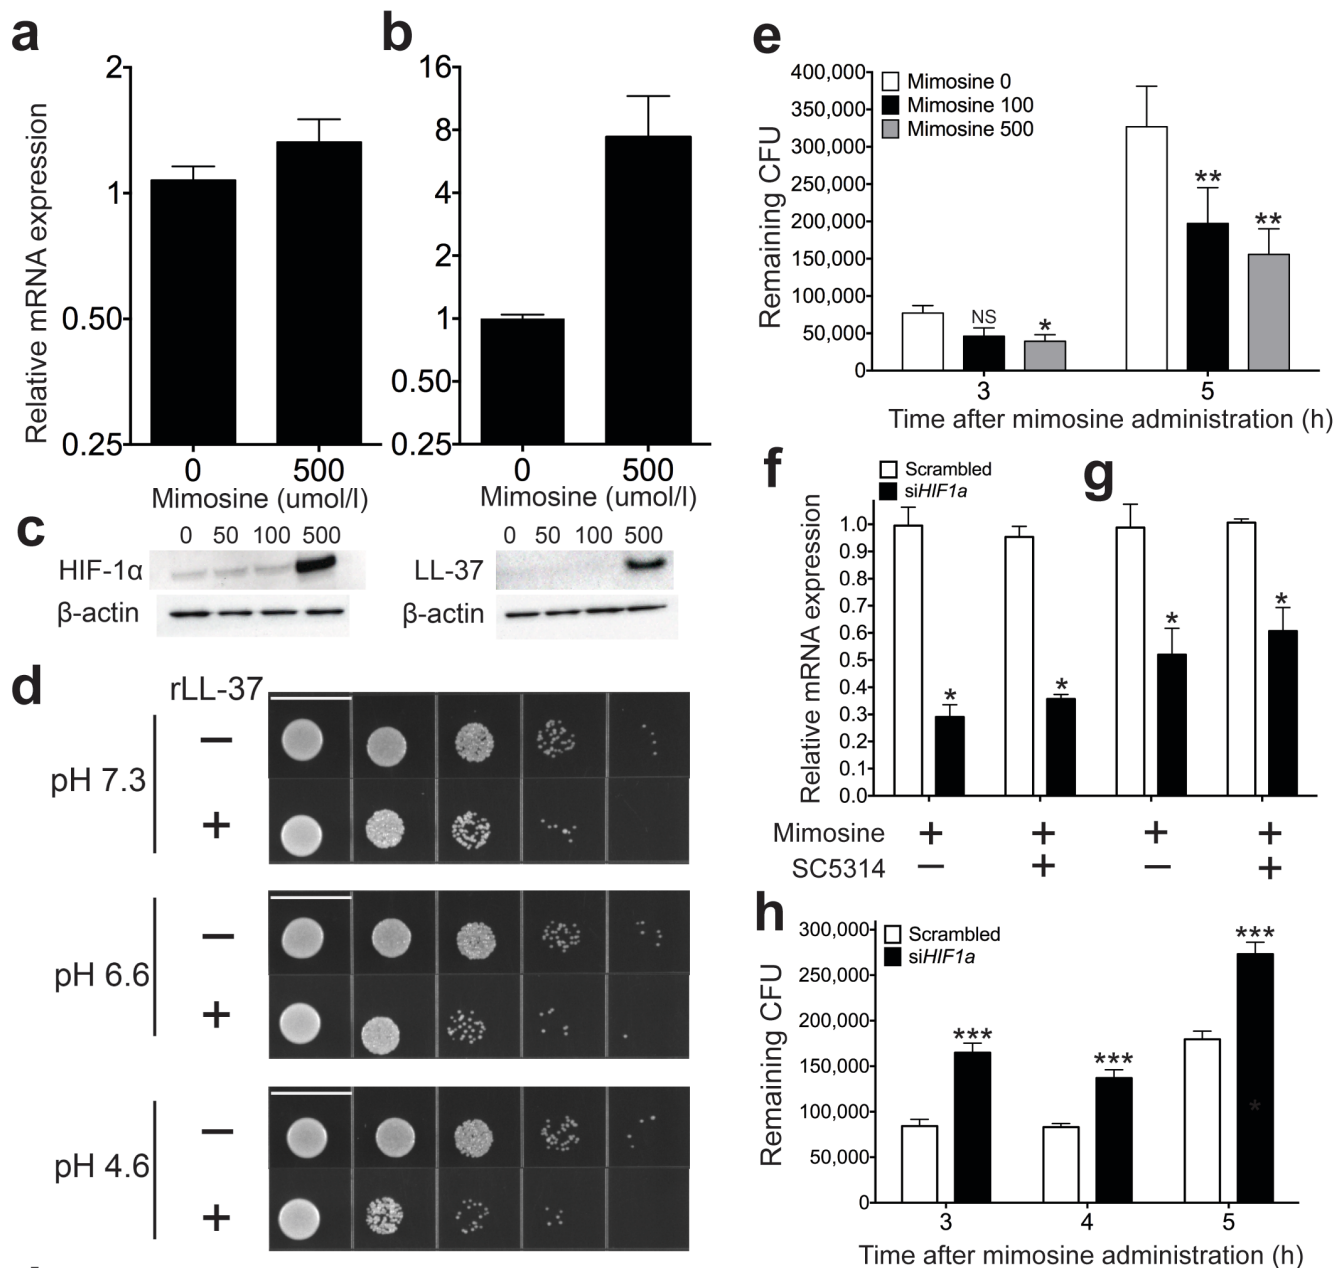 a
2
1
0.50
0.25
Relative mRNA expression
0 500
Mimosine (umol/l)
b
16
8
4
2
1
0.50
0.25
0 500
Mimosine (umol/l)
c
0 50 100 500
HIF-1α
β-actin
0 50 100 500
LL-37
β-actin
d
rLL-37
pH 7.3
−
+
pH 6.6
−
+
pH 4.6
−
+
e
Mimosine 0
Mimosine 100
Mimosine 500
400,000
350,000
300,000
250,000
200,000
150,000
100,000
50,000
0
Remaining CFU
NS
*
**
**
3 5
Time after mimosine administration (h)
f
Scrambled
siHIF1a
g
Relative mRNA expression
1.0
0.9
0.8
0.7
0.6
0.5
0.4
0.3
0.2
0.1
0.0
*
*
*
*
Mimosine + + + +
SC5314 − + − +
h
Scrambled
siHIF1a
300,000
250,000
200,000
150,000
100,000
50,000
0
Remaining CFU
***
***
***
*
3 4 5
Time after mimosine administration (h)